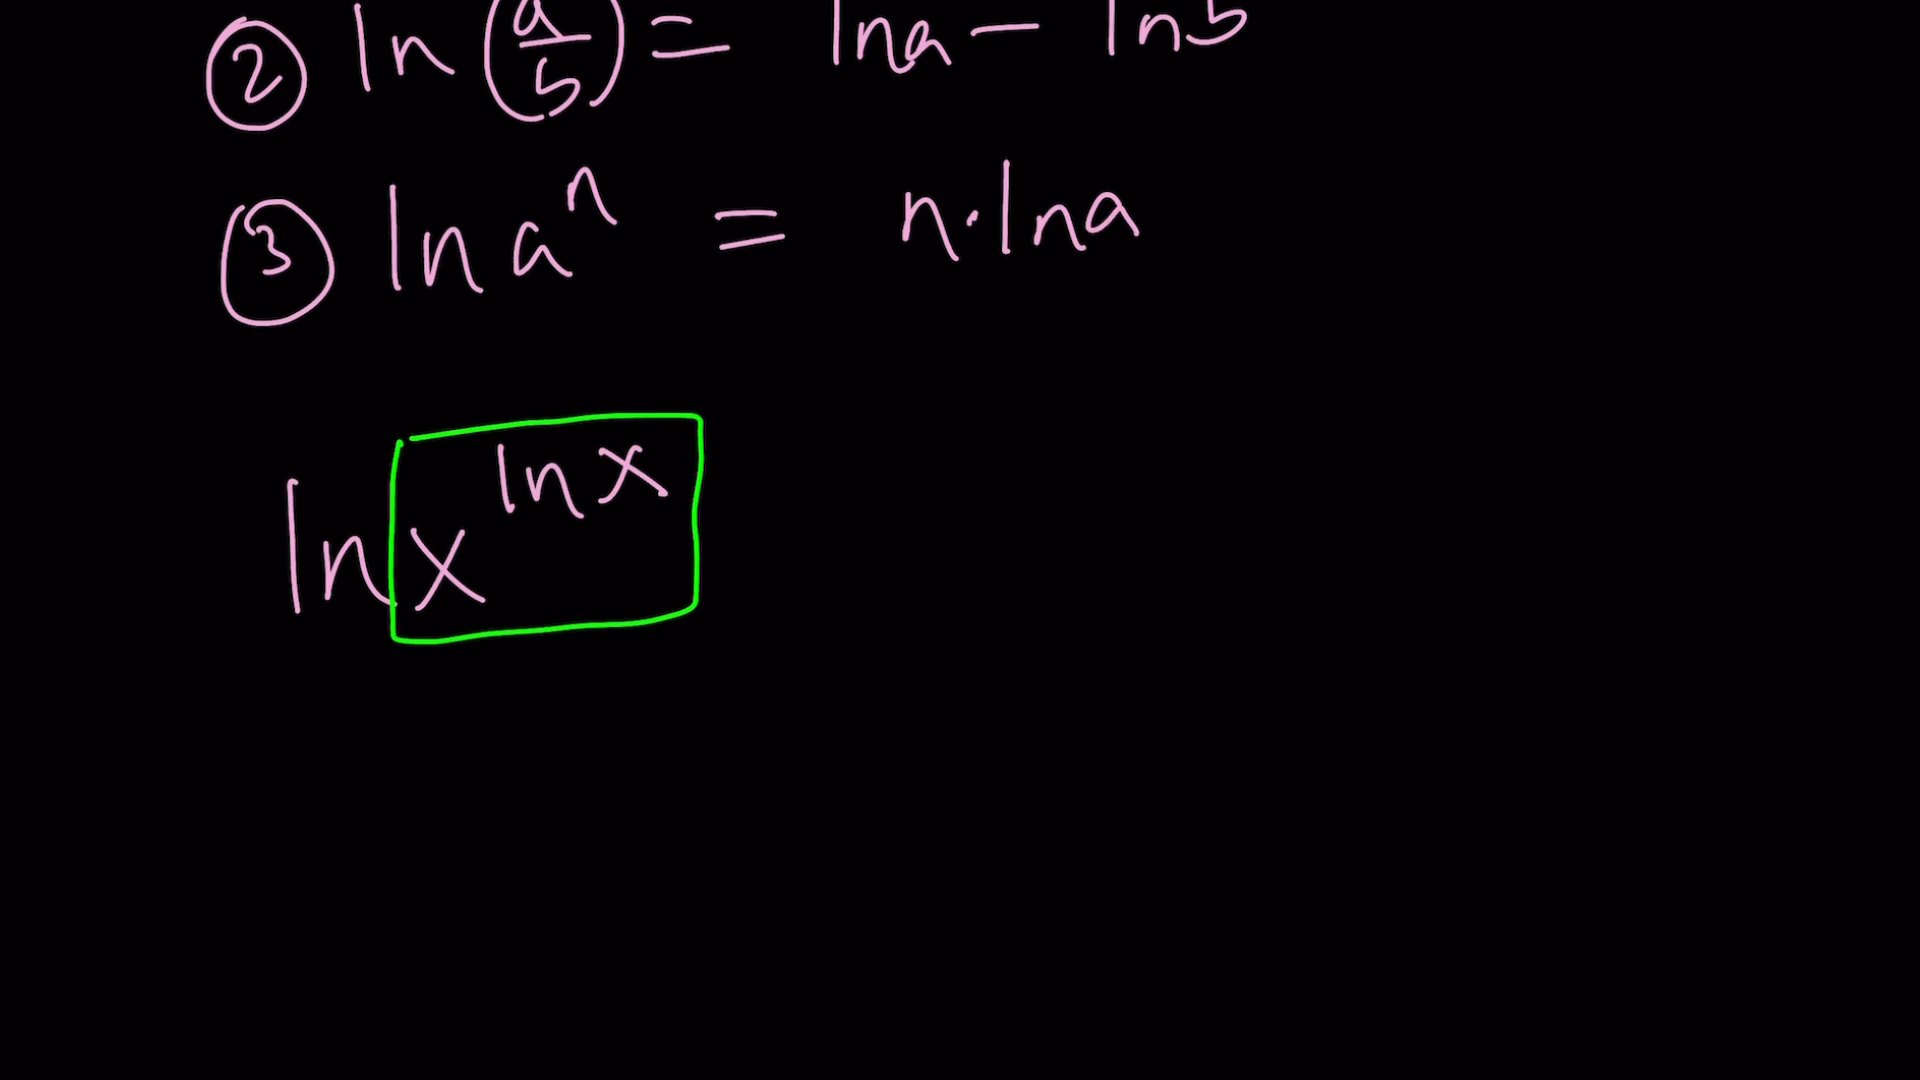 ② ln(a/b) = lna - lnb
③ lnaⁿ = n·lna
lnx^lnx